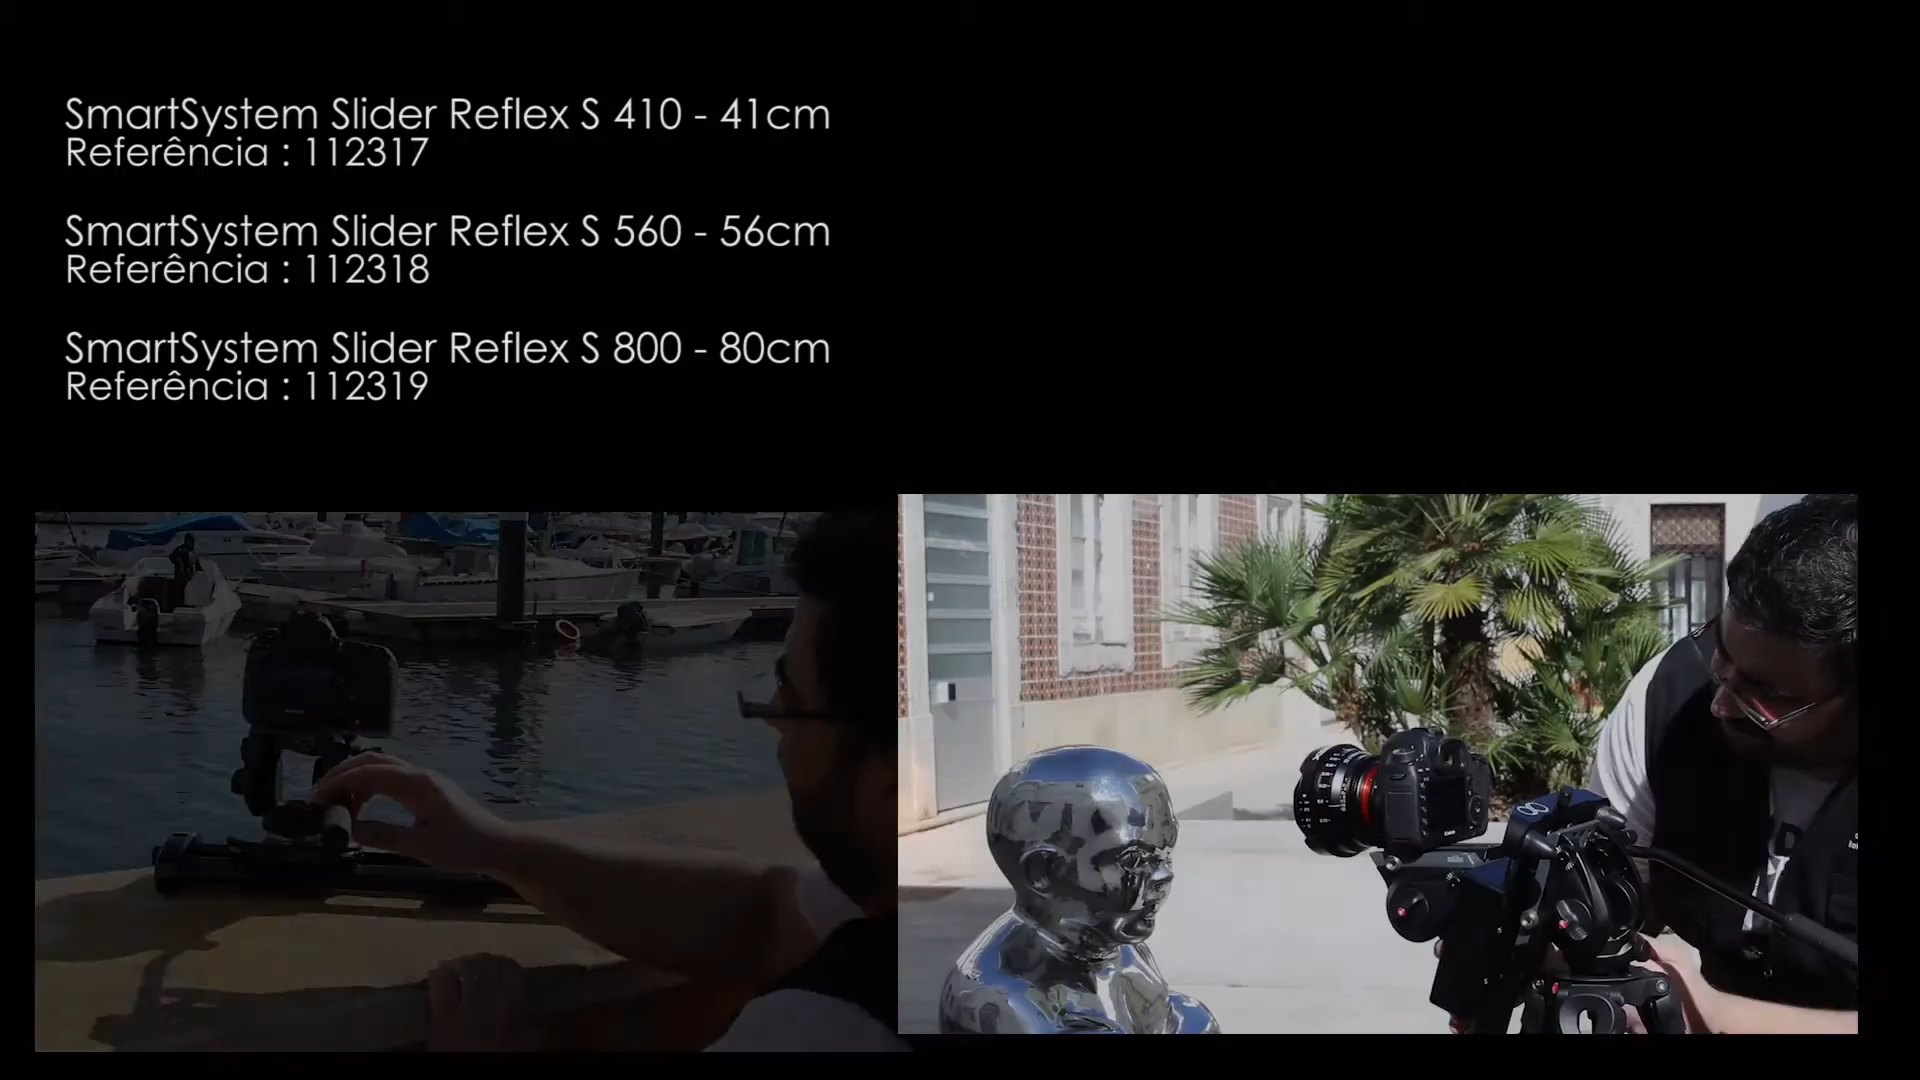 SmartSystem Slider Reflex S 410 - 41cm
Referência : 112317
SmartSystem Slider Reflex S 560 - 56cm
Referência : 112318
SmartSystem Slider Reflex S 800 - 80cm
Referência : 112319
Canon